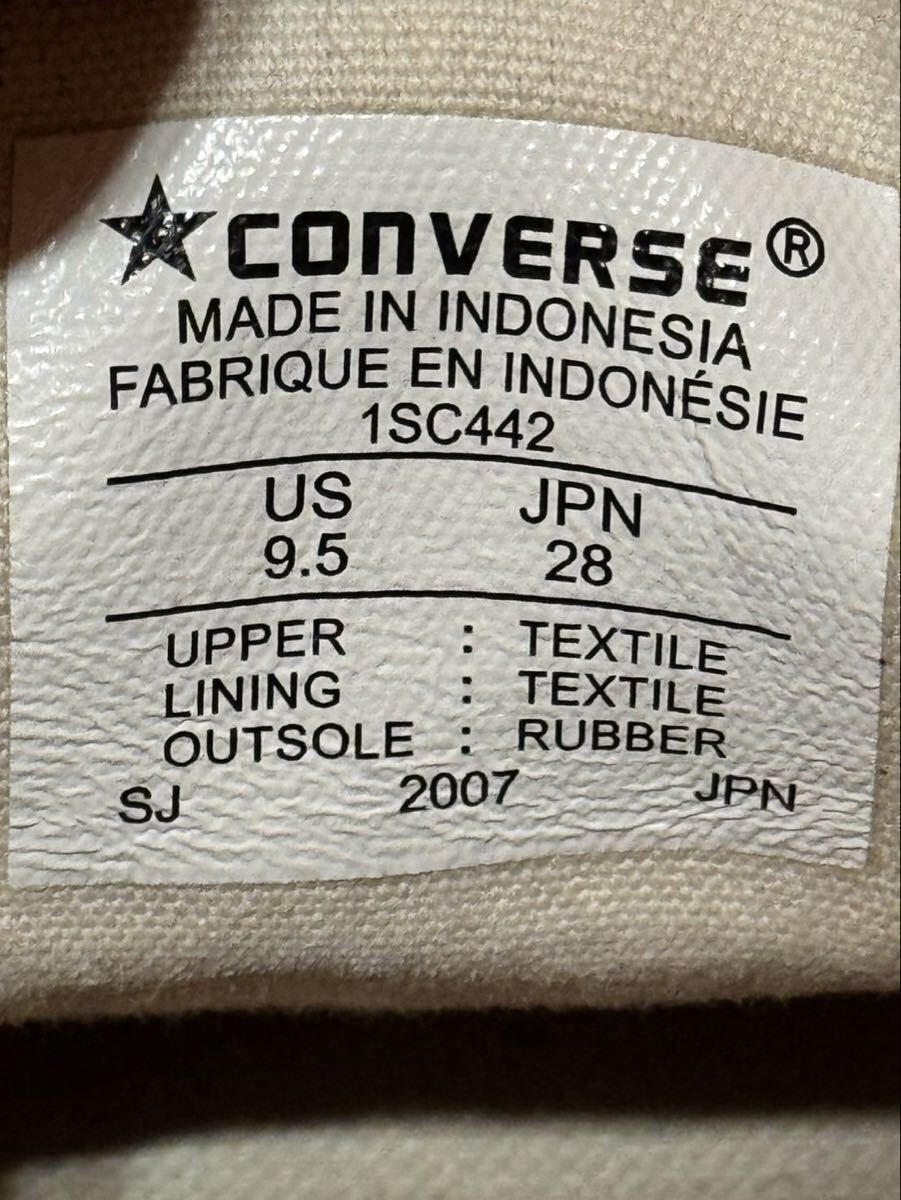 CONVERSE®
MADE IN INDONESIA
FABRIQUE EN INDONÉSIE
1SC442
US JPN
9.5 28
UPPER : TEXTILE
LINING : TEXTILE
OUTSOLE : RUBBER
SJ 2007 JPN